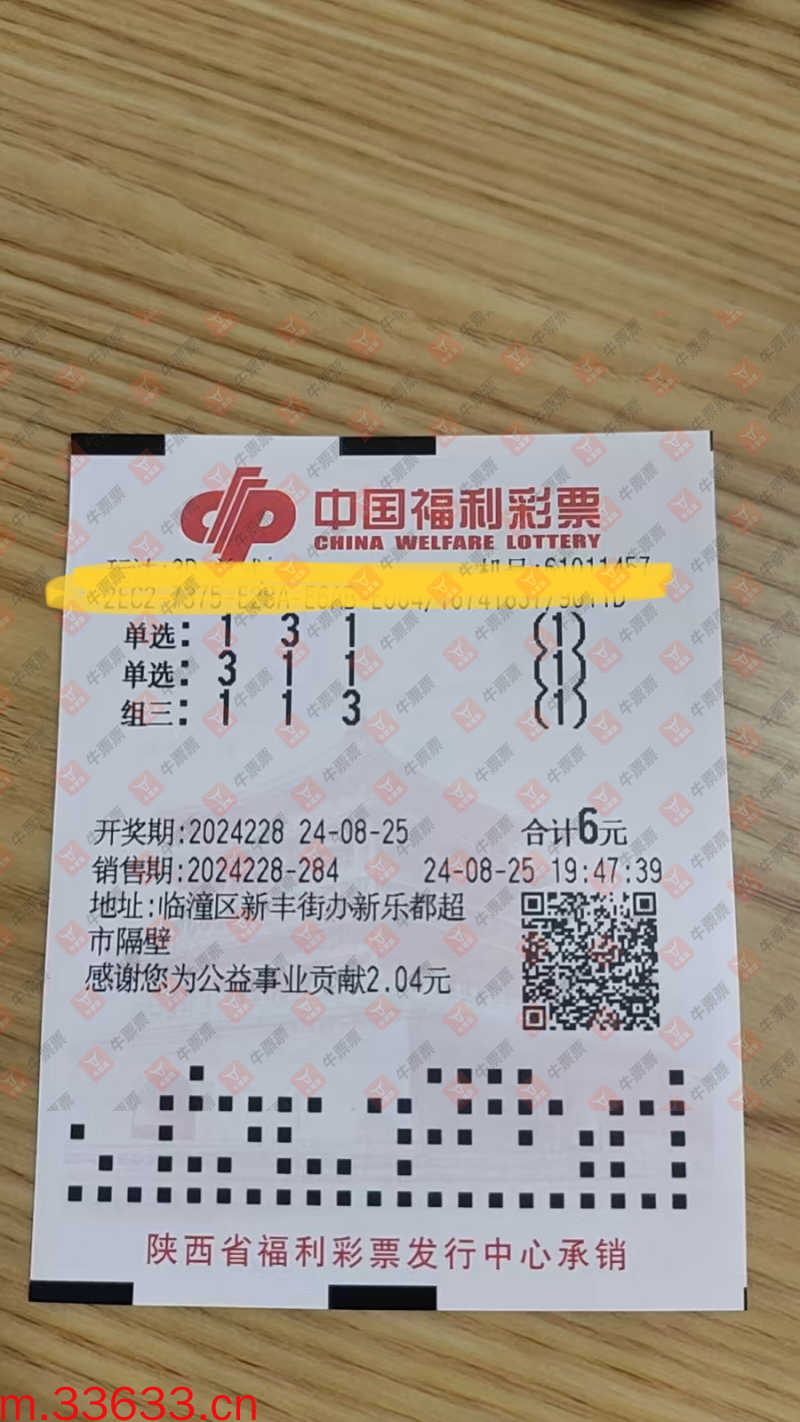 中国福利彩票
CHINA WELFARE LOTTERY
单选: 1 3 1 (1)
单选: 3 1 1 (1)
组三: 1 1 3 (1)
开奖期:2024228 24-08-25 合计6元
销售期:2024228-284 24-08-25 19:47:39
地址:临潼区新丰街办新乐都超
市隔壁
感谢您为公益事业贡献2.04元
陕西省福利彩票发行中心承销
牛票票
m.33633.cn